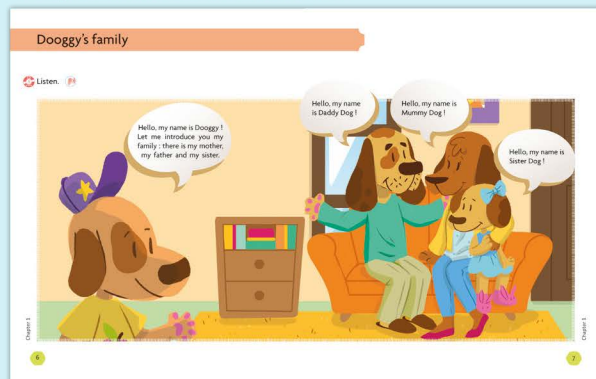 Dooggy's family
Listen.
Hello, my name is Dooggy !
Let me introduce you my
family : there is my mother,
my father and my sister.
Hello, my name
is Daddy Dog !
Hello, my name is
Mummy Dog !
Hello, my name is
Sister Dog !
Chapter 1
6
Chapter 1
7